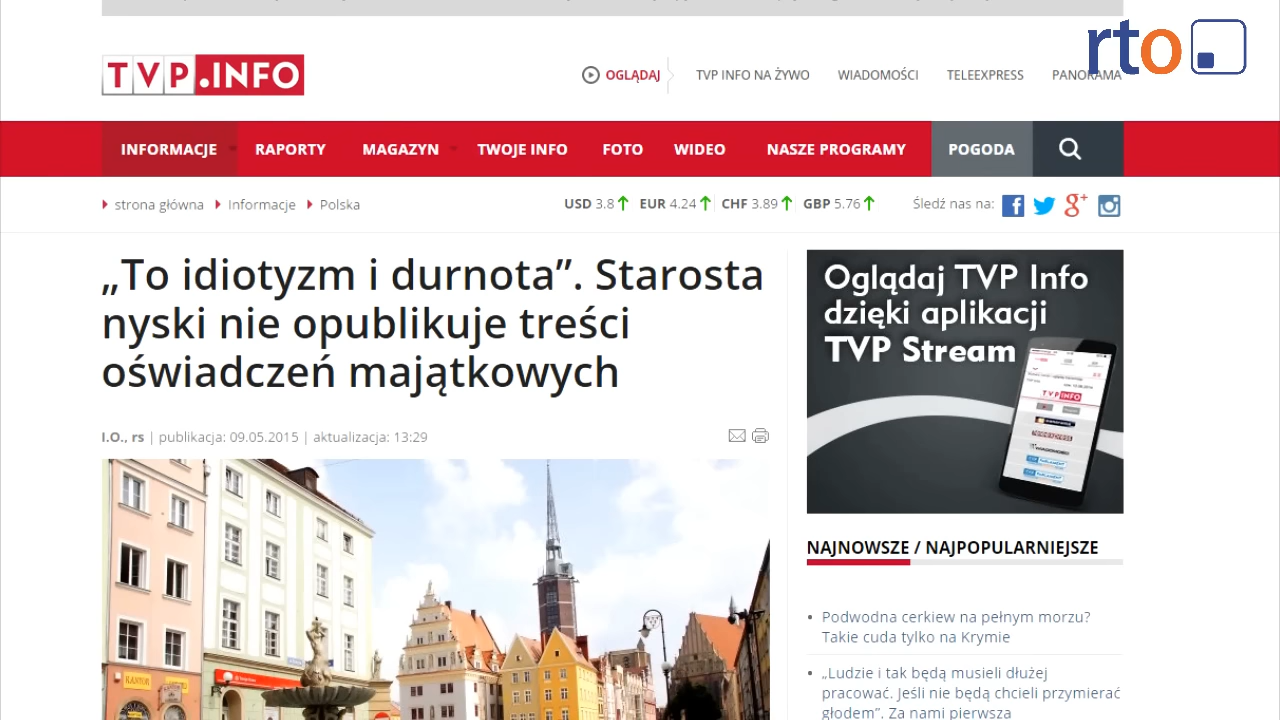 rto
TVP.INFO
OGLĄDAJ TVP INFO NA ŻYWO WIADOMOŚCI TELEEXPRESS PANORAMA
INFORMACJE RAPORTY MAGAZYN TWOJE INFO FOTO WIDEO NASZE PROGRAMY POGODA
strona główna Informacje Polska USD 3.8 EUR 4.24 CHF 3.89 GBP 5.76 Śledź nas na:
„To idiotyzm i durnota”. Starosta
nyski nie opublikuje treści
oświadczeń majątkowych
I.O., rs | publikacja: 09.05.2015 | aktualizacja: 13:29
KANTOR
KANTOR
Oglądaj TVP Info
dzięki aplikacji
TVP Stream
TVP.INFO
NAJNOWSZE / NAJPOPULARNIEJSZE
Podwodna cerkiew na pełnym morzu?
Takie cuda tylko na Krymie
„Ludzie i tak będą musieli dłużej
pracować. Jeśli nie będą chcieli przymierać
głodem”. Za nami pierwsza